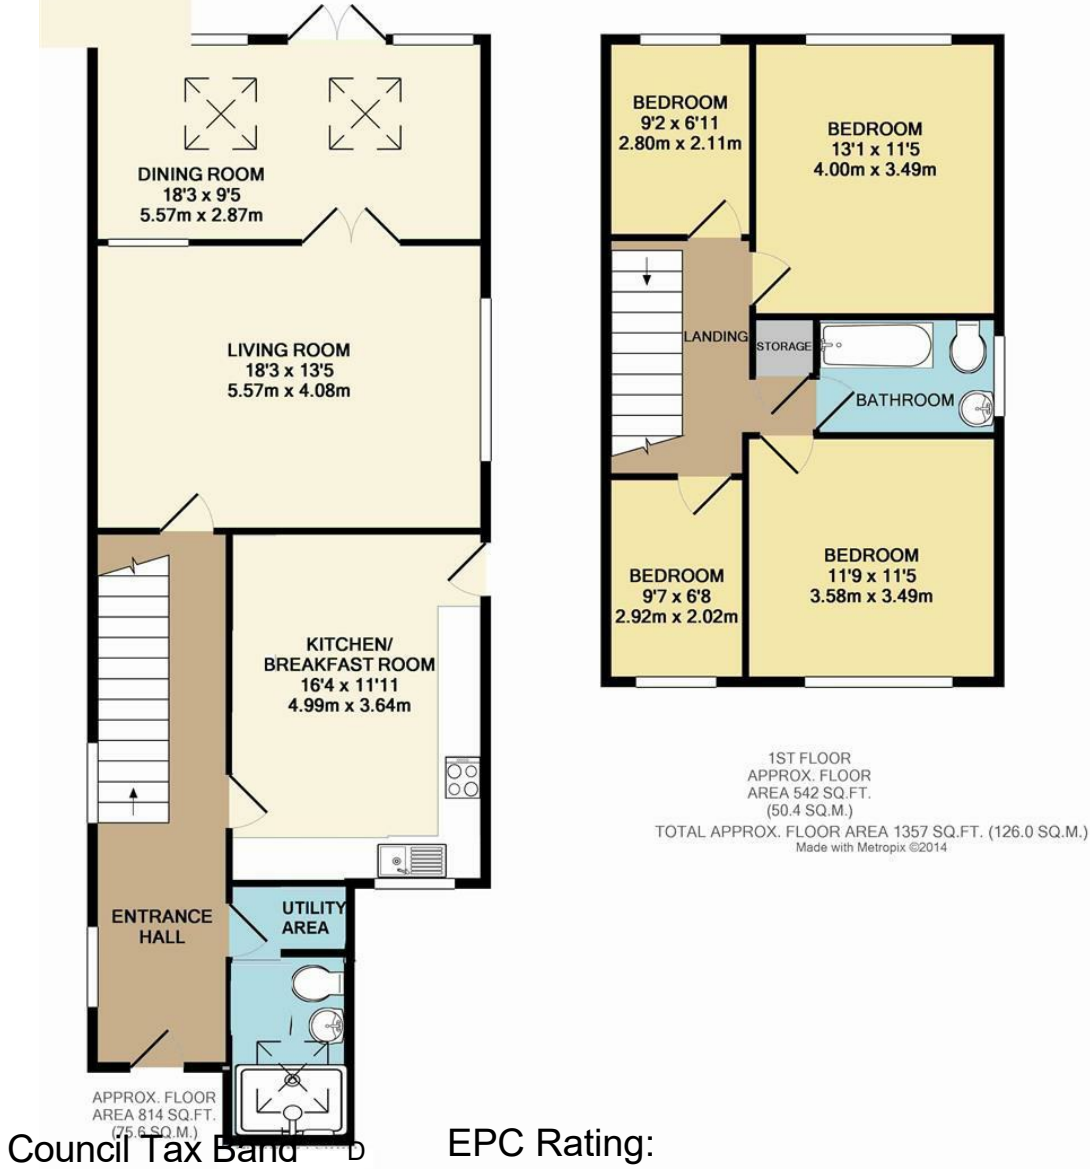 DINING ROOM
18'3 x 9'5
5.57m x 2.87m
LIVING ROOM
18'3 x 13'5
5.57m x 4.08m
KITCHEN/
BREAKFAST ROOM
16'4 x 11'11
4.99m x 3.64m
ENTRANCE
HALL
UTILITY
AREA
APPROX. FLOOR
AREA 814 SQ.FT.
(75.6 SQ.M.)
BEDROOM
9'2 x 6'11
2.80m x 2.11m
BEDROOM
13'1 x 11'5
4.00m x 3.49m
LANDING
STORAGE
BATHROOM
BEDROOM
9'7 x 6'8
2.92m x 2.02m
BEDROOM
11'9 x 11'5
3.58m x 3.49m
1ST FLOOR
APPROX. FLOOR
AREA 542 SQ.FT.
(50.4 SQ.M.)
TOTAL APPROX. FLOOR AREA 1357 SQ.FT. (126.0 SQ.M.)
Made with Metropix ©2014
Council Tax Band D
EPC Rating: